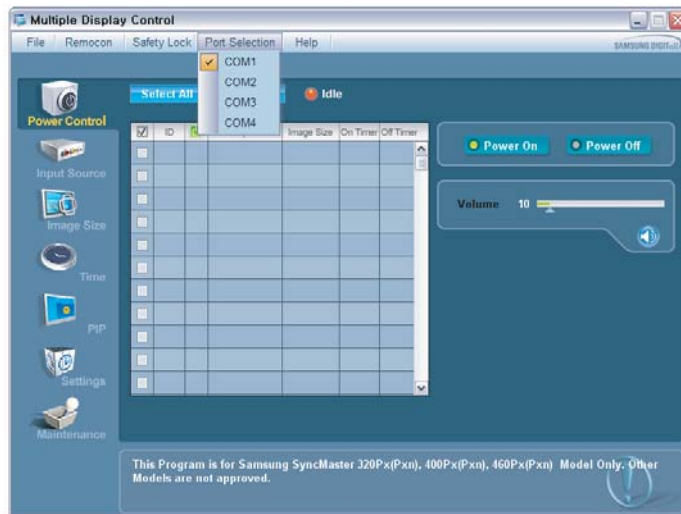 Multiple Display Control
File Remocon Safety Lock Port Selection Help
SAMSUNG DIGITall
COM1
COM2
COM3
COM4
Select All
Idle
Power Control
Input Source
Image Size
Time
PIP
Settings
Maintenance
ID Image Size On Timer Off Timer
Power On Power Off
Volume 10
This Program is for Samsung SyncMaster 320Px(Pxn), 400Px(Pxn), 460Px(Pxn) Model Only. Other
Models are not approved.